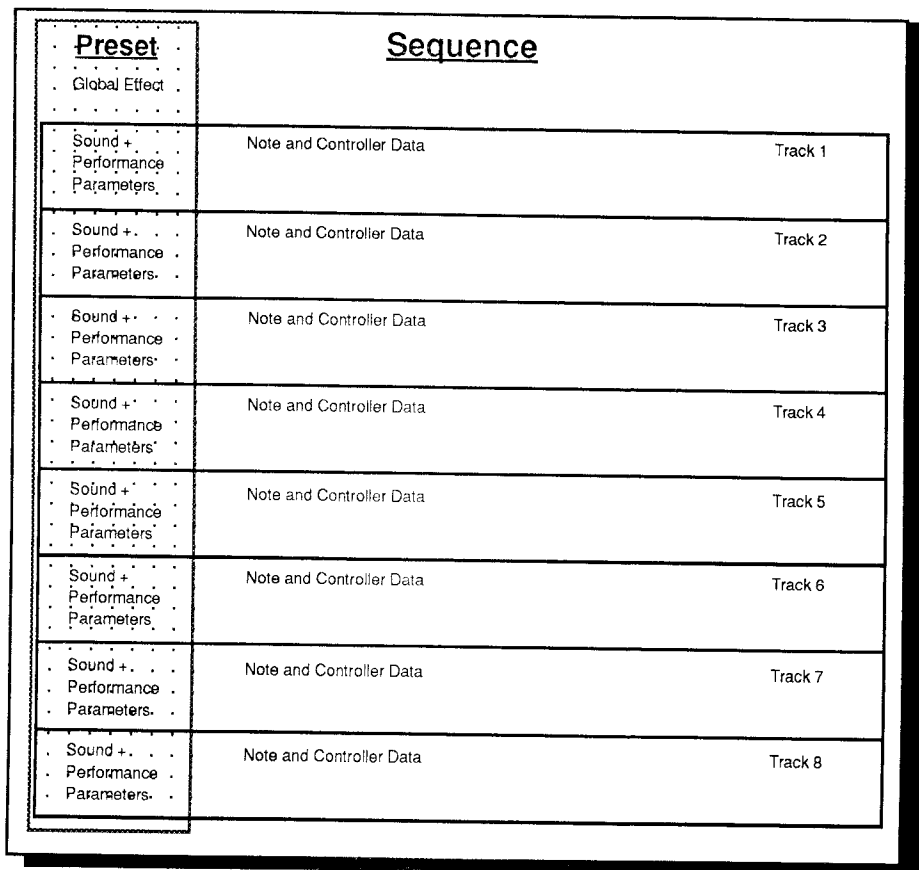 Preset
Sequence
Global Effect
Sound +
Performance
Parameters
Note and Controller Data
Track 1
Sound +
Performance
Parameters
Note and Controller Data
Track 2
Sound +
Performance
Parameters
Note and Controller Data
Track 3
Sound +
Performance
Parameters
Note and Controller Data
Track 4
Sound +
Performance
Parameters
Note and Controller Data
Track 5
Sound +
Performance
Parameters
Note and Controller Data
Track 6
Sound +
Performance
Parameters
Note and Controller Data
Track 7
Sound +
Performance
Parameters
Note and Controller Data
Track 8